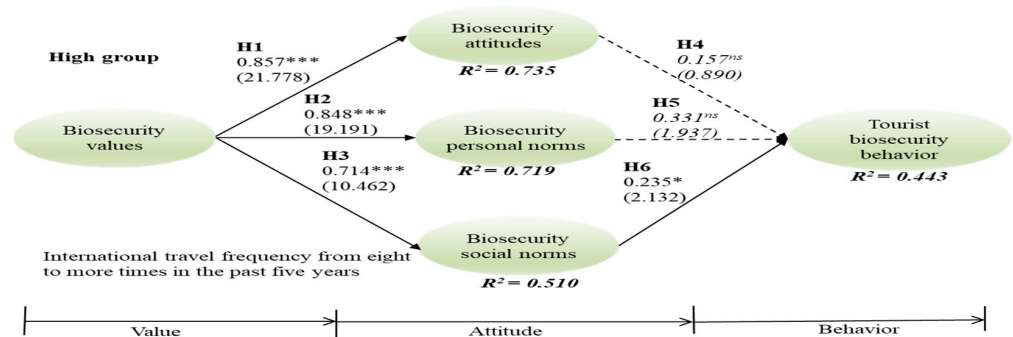 High group
H1
0.857***
(21.778)
H2
0.848***
(19.191)
H3
0.714***
(10.462)
Biosecurity
values
Biosecurity
attitudes
R² = 0.735
Biosecurity
personal norms
R² = 0.719
Biosecurity
social norms
R² = 0.510
H4
0.157ⁿˢ
(0.890)
H5
0.331ⁿˢ
(1.937)
H6
0.235*
(2.132)
Tourist
biosecurity
behavior
R² = 0.443
International travel frequency from eight
to more times in the past five years
Value
Attitude
Behavior